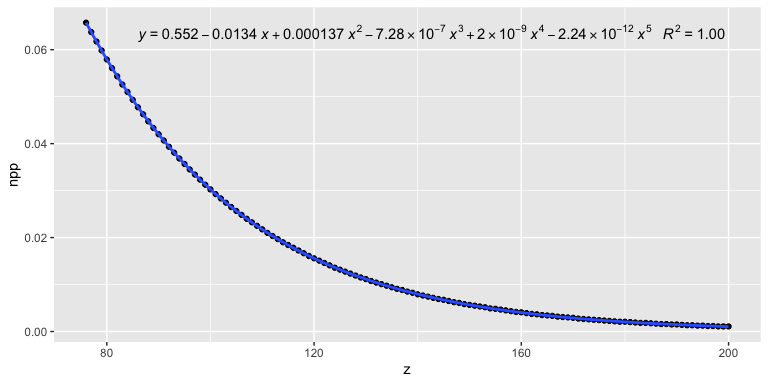 y = 0.552 − 0.0134 x + 0.000137 x² − 7.28 × 10⁻⁷ x³ + 2 × 10⁻⁹ x⁴ − 2.24 × 10⁻¹² x⁵ R² = 1.00
0.06
0.04
0.02
0.00
npp
80 120 160 200
z